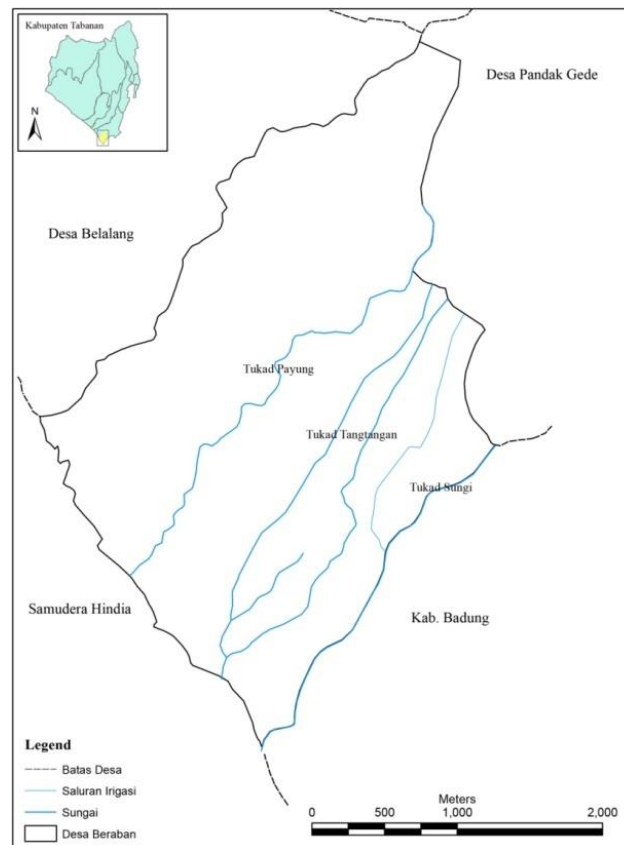 Kabupaten Tabanan
N
Desa Pandak Gede
Desa Belalang
Tukad Payung
Tukad Tangtangan
Tukad Sungi
Samudera Hindia
Kab. Badung
Legend
Batas Desa
Saluran Irigasi
Sungai
Desa Beraban
Meters
0 500 1,000 2,000